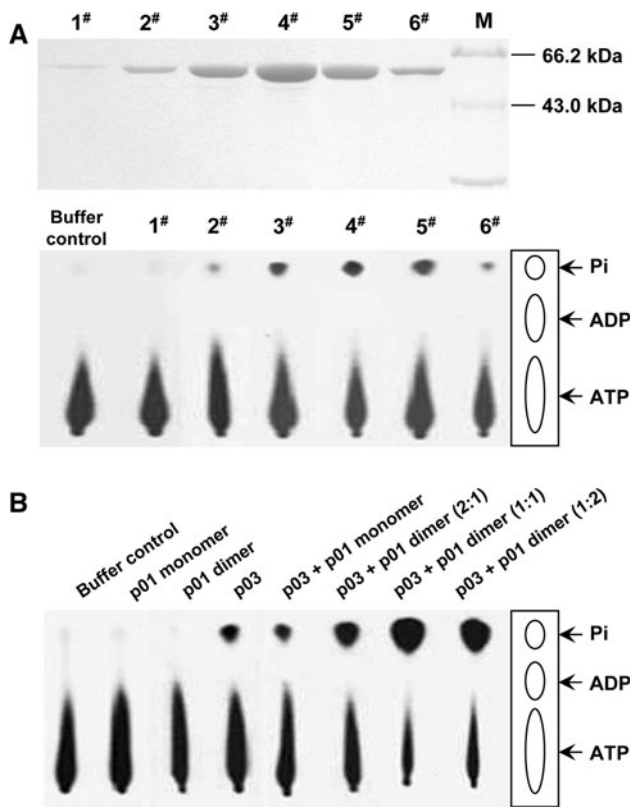 A
1# 2# 3# 4# 5# 6# M
66.2 kDa
43.0 kDa
Buffer control 1# 2# 3# 4# 5# 6#
Pi
ADP
ATP
B
Buffer control
p01 monomer
p01 dimer
p03
p03 + p01 monomer
p03 + p01 dimer (2:1)
p03 + p01 dimer (1:1)
p03 + p01 dimer (1:2)
Pi
ADP
ATP